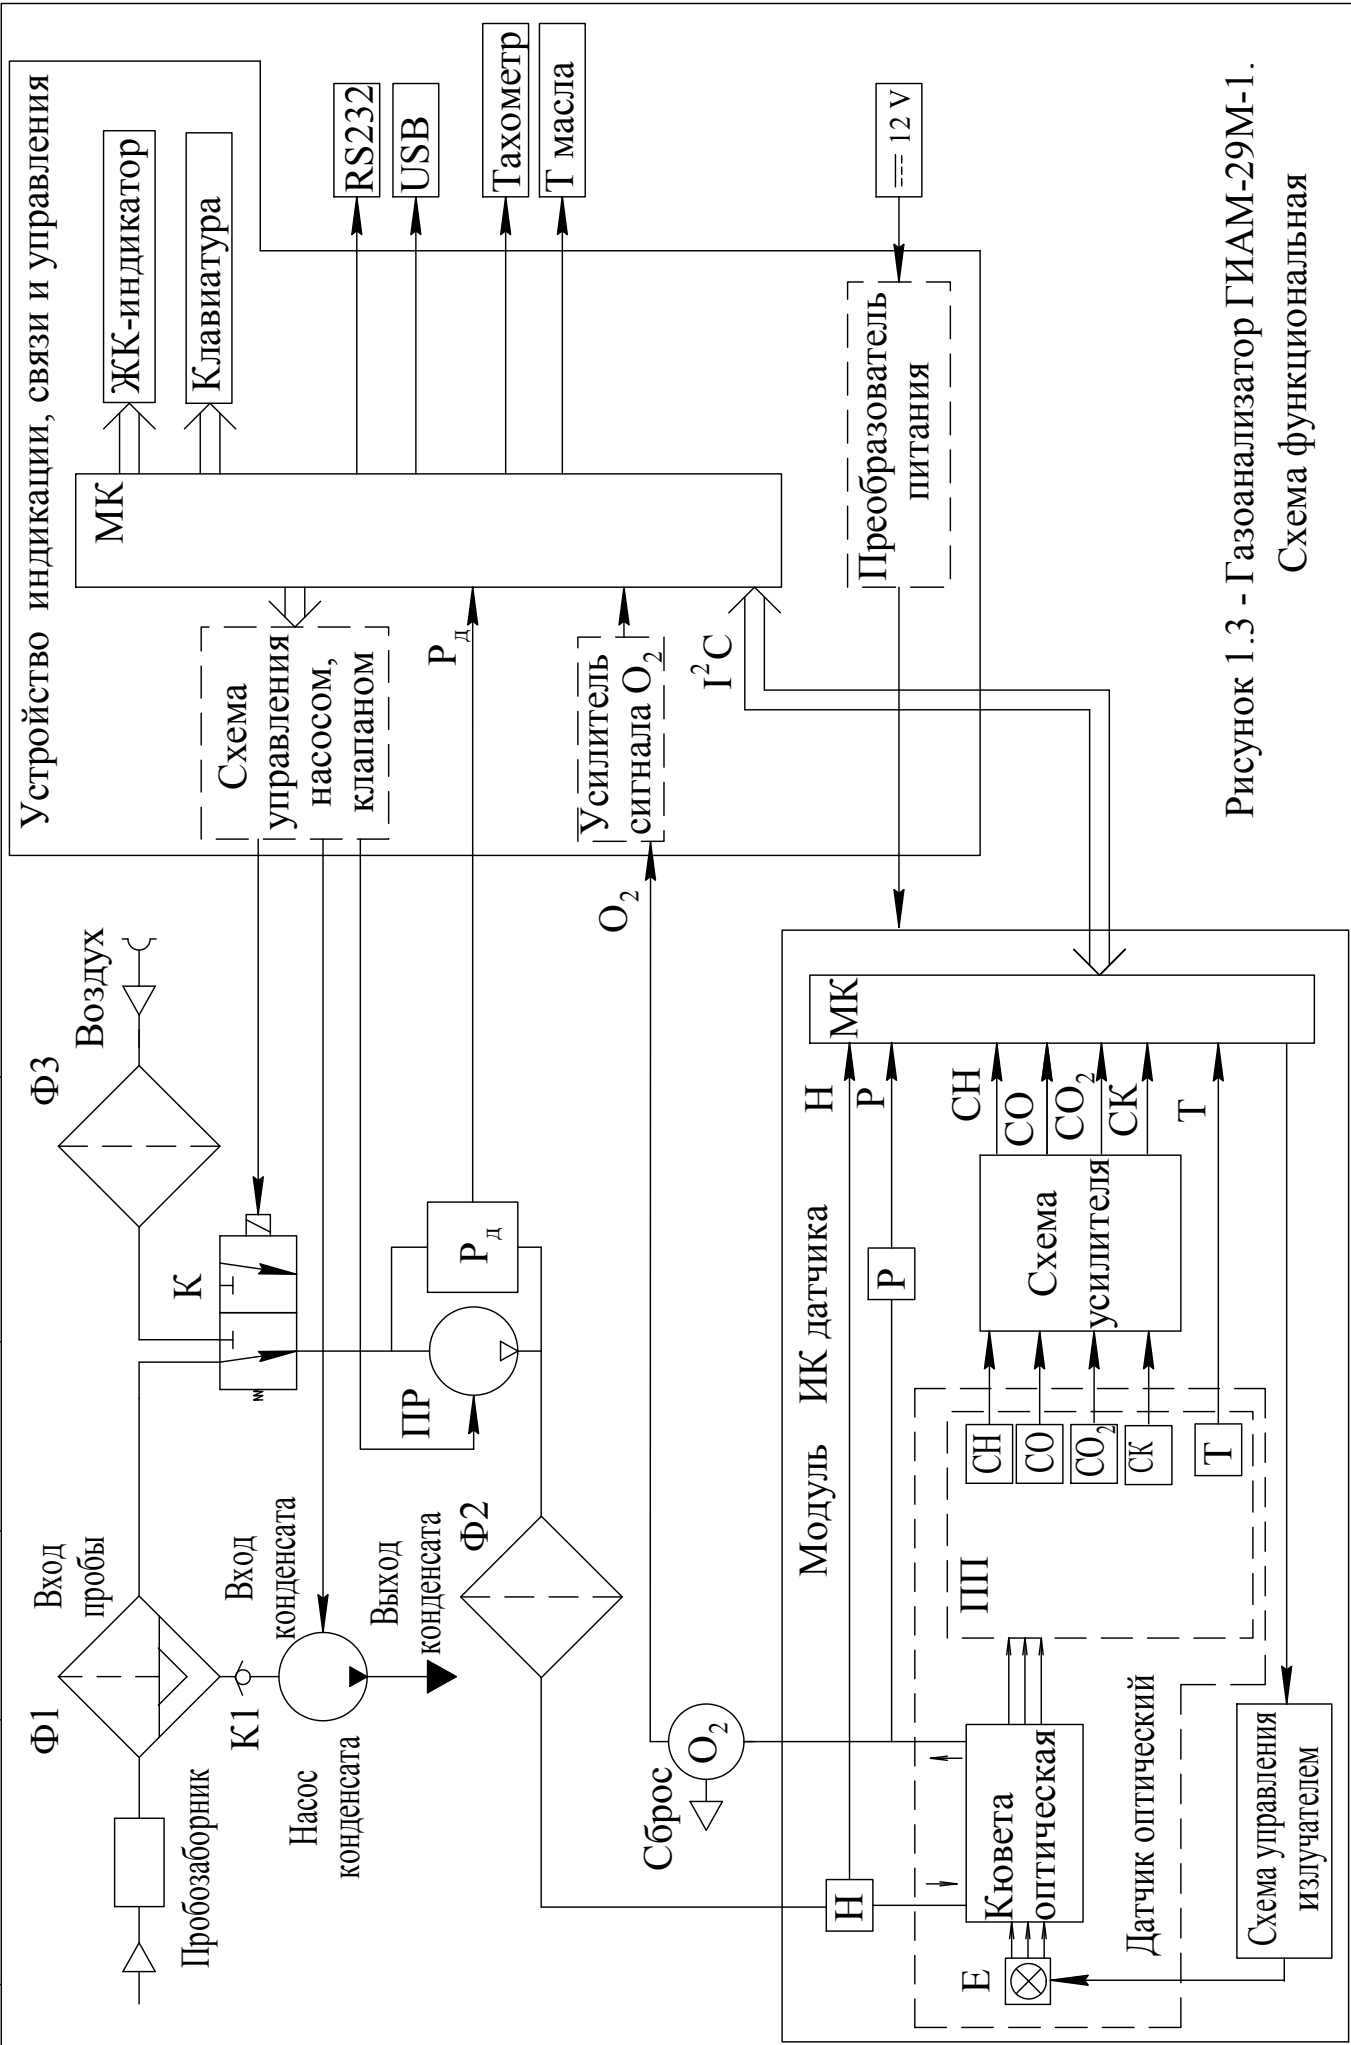 Устройство индикации, связи и управления
ЖК-индикатор
Клавиатура
RS232
USB
Тахометр
Т масла
=== 12 V
МК
Схема
управления
насосом,
клапаном
Р д
Усилитель
сигнала O₂
I²C
Преобразователь
питания
O₂
Воздух
Ф3
К
Р д
ПР
Вход
пробы
Ф1
Пробозаборник
К1
Вход
конденсата
Насос
конденсата
Выход
конденсата
Ф2
Сброс
O₂
Модуль ИК датчика
МК
Н
Р
СН
СО
СО₂
СК
Т
Р
Схема
усилителя
СН
СО
СО₂
СК
Т
ПП
Н
Кювета
оптическая
Е
Датчик оптический
Схема управления
излучателем
Рисунок 1.3 - Газоанализатор ГИАМ-29М-1.
Схема функциональная